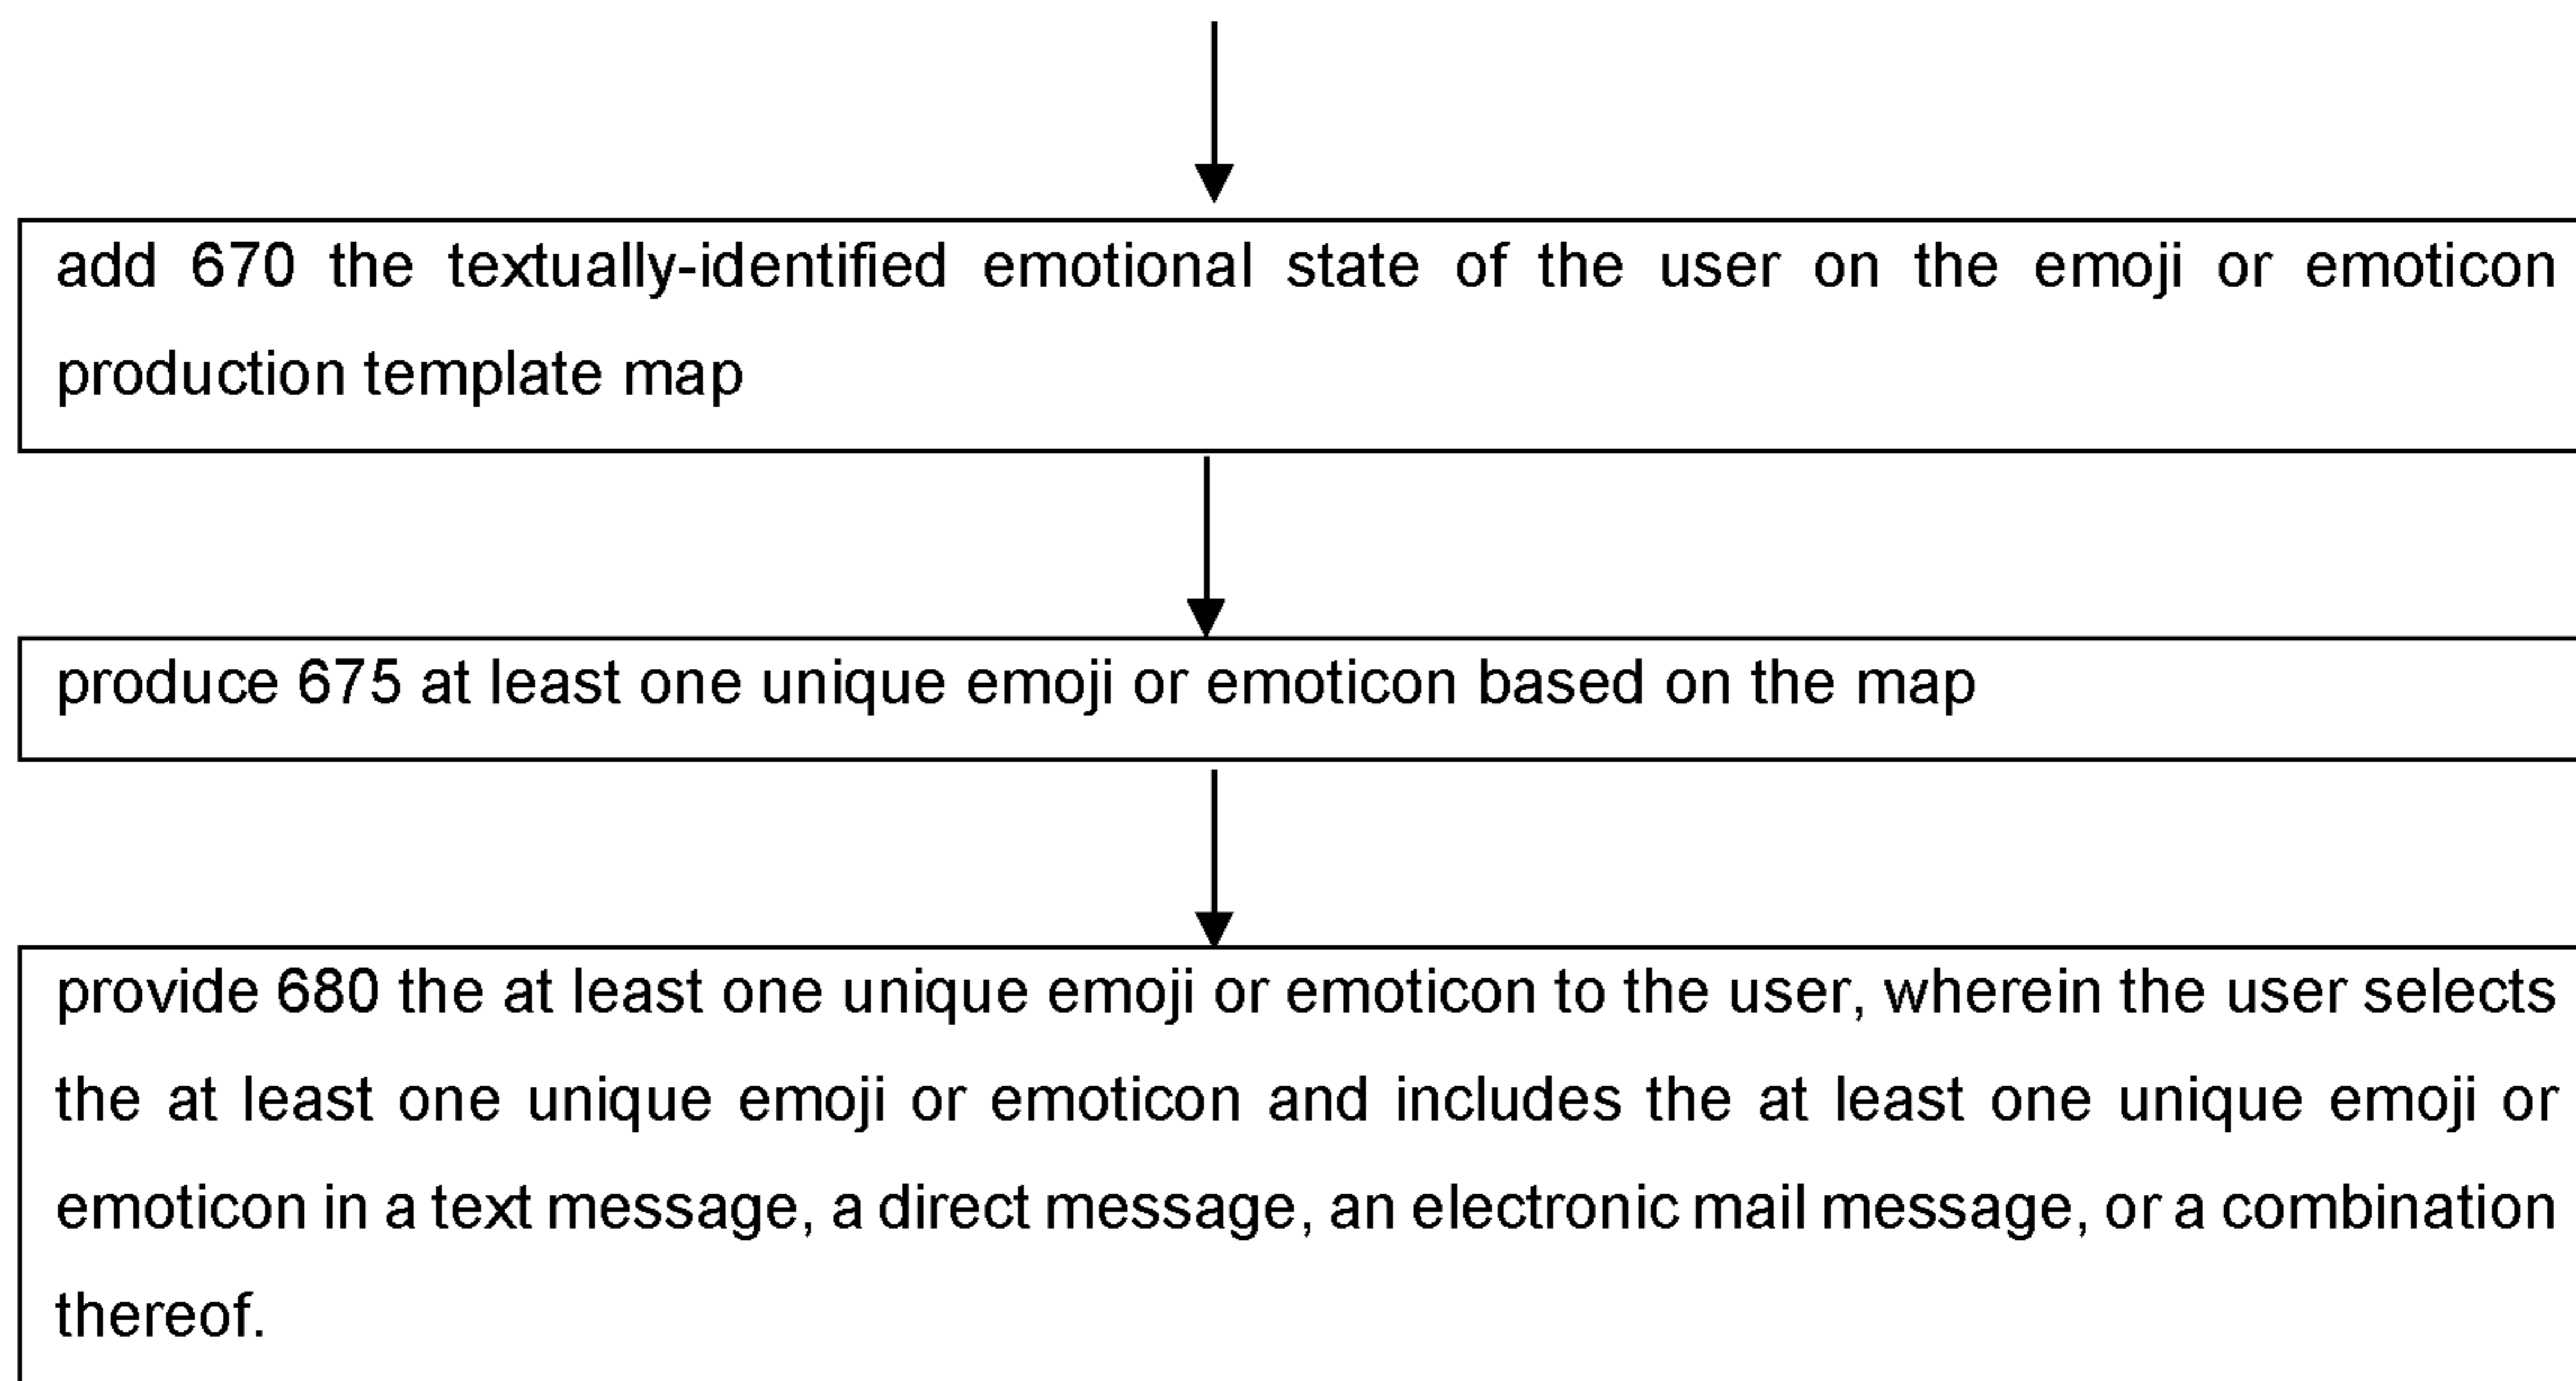 add 670 the textually-identified emotional state of the user on the emoji or emoticon
production template map
produce 675 at least one unique emoji or emoticon based on the map
provide 680 the at least one unique emoji or emoticon to the user, wherein the user selects
the at least one unique emoji or emoticon and includes the at least one unique emoji or
emoticon in a text message, a direct message, an electronic mail message, or a combination
thereof.